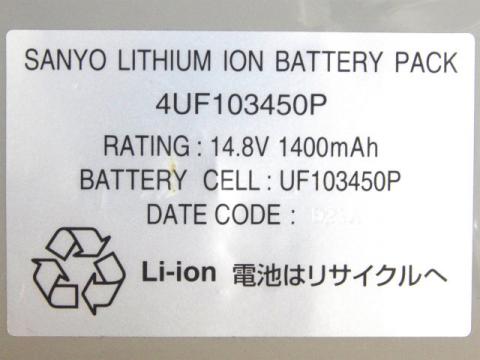 SANYO LITHIUM ION BATTERY PACK
4UF103450P
RATING : 14.8V 1400mAh
BATTERY CELL : UF103450P
DATE CODE :
Li-ion 電池はリサイクルへ